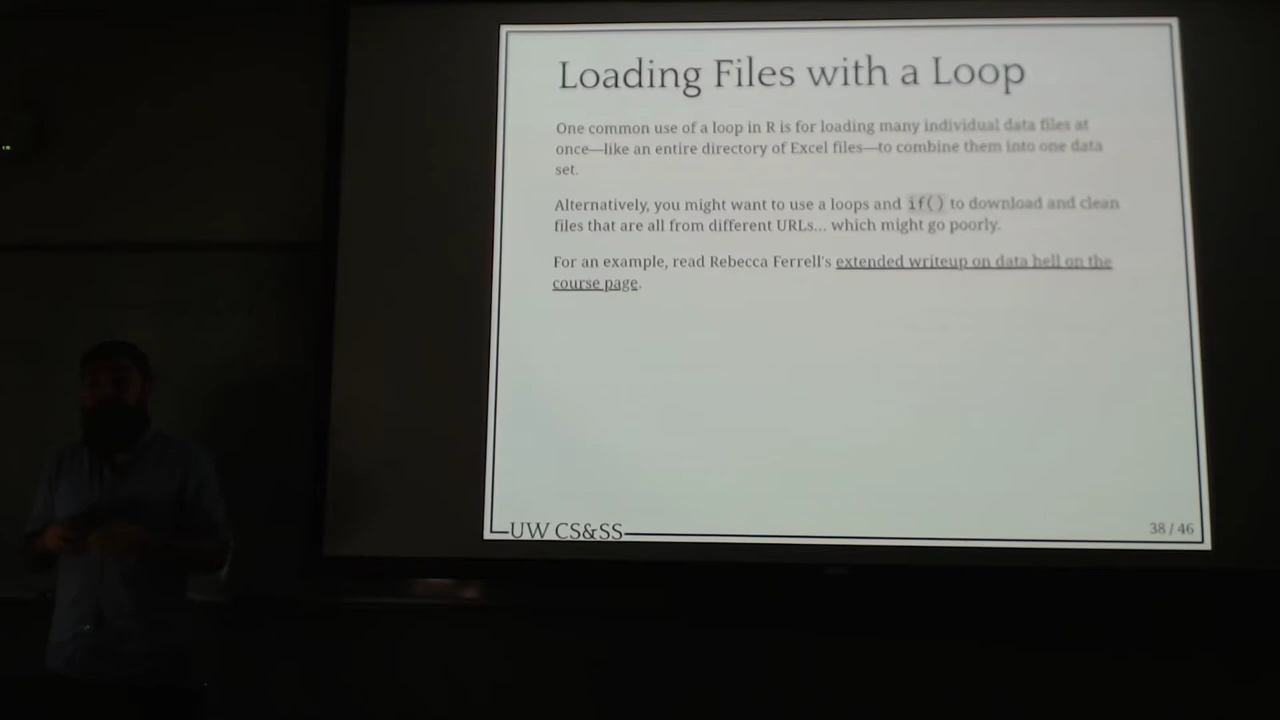 Loading Files with a Loop
One common use of a loop in R is for loading many individual data files at
once—like an entire directory of Excel files—to combine them into one data
set.
Alternatively, you might want to use a loops and if() to download and clean
files that are all from different URLs... which might go poorly.
For an example, read Rebecca Ferrell's extended writeup on data hell on the
course page.
UW CS&SS
38 / 46